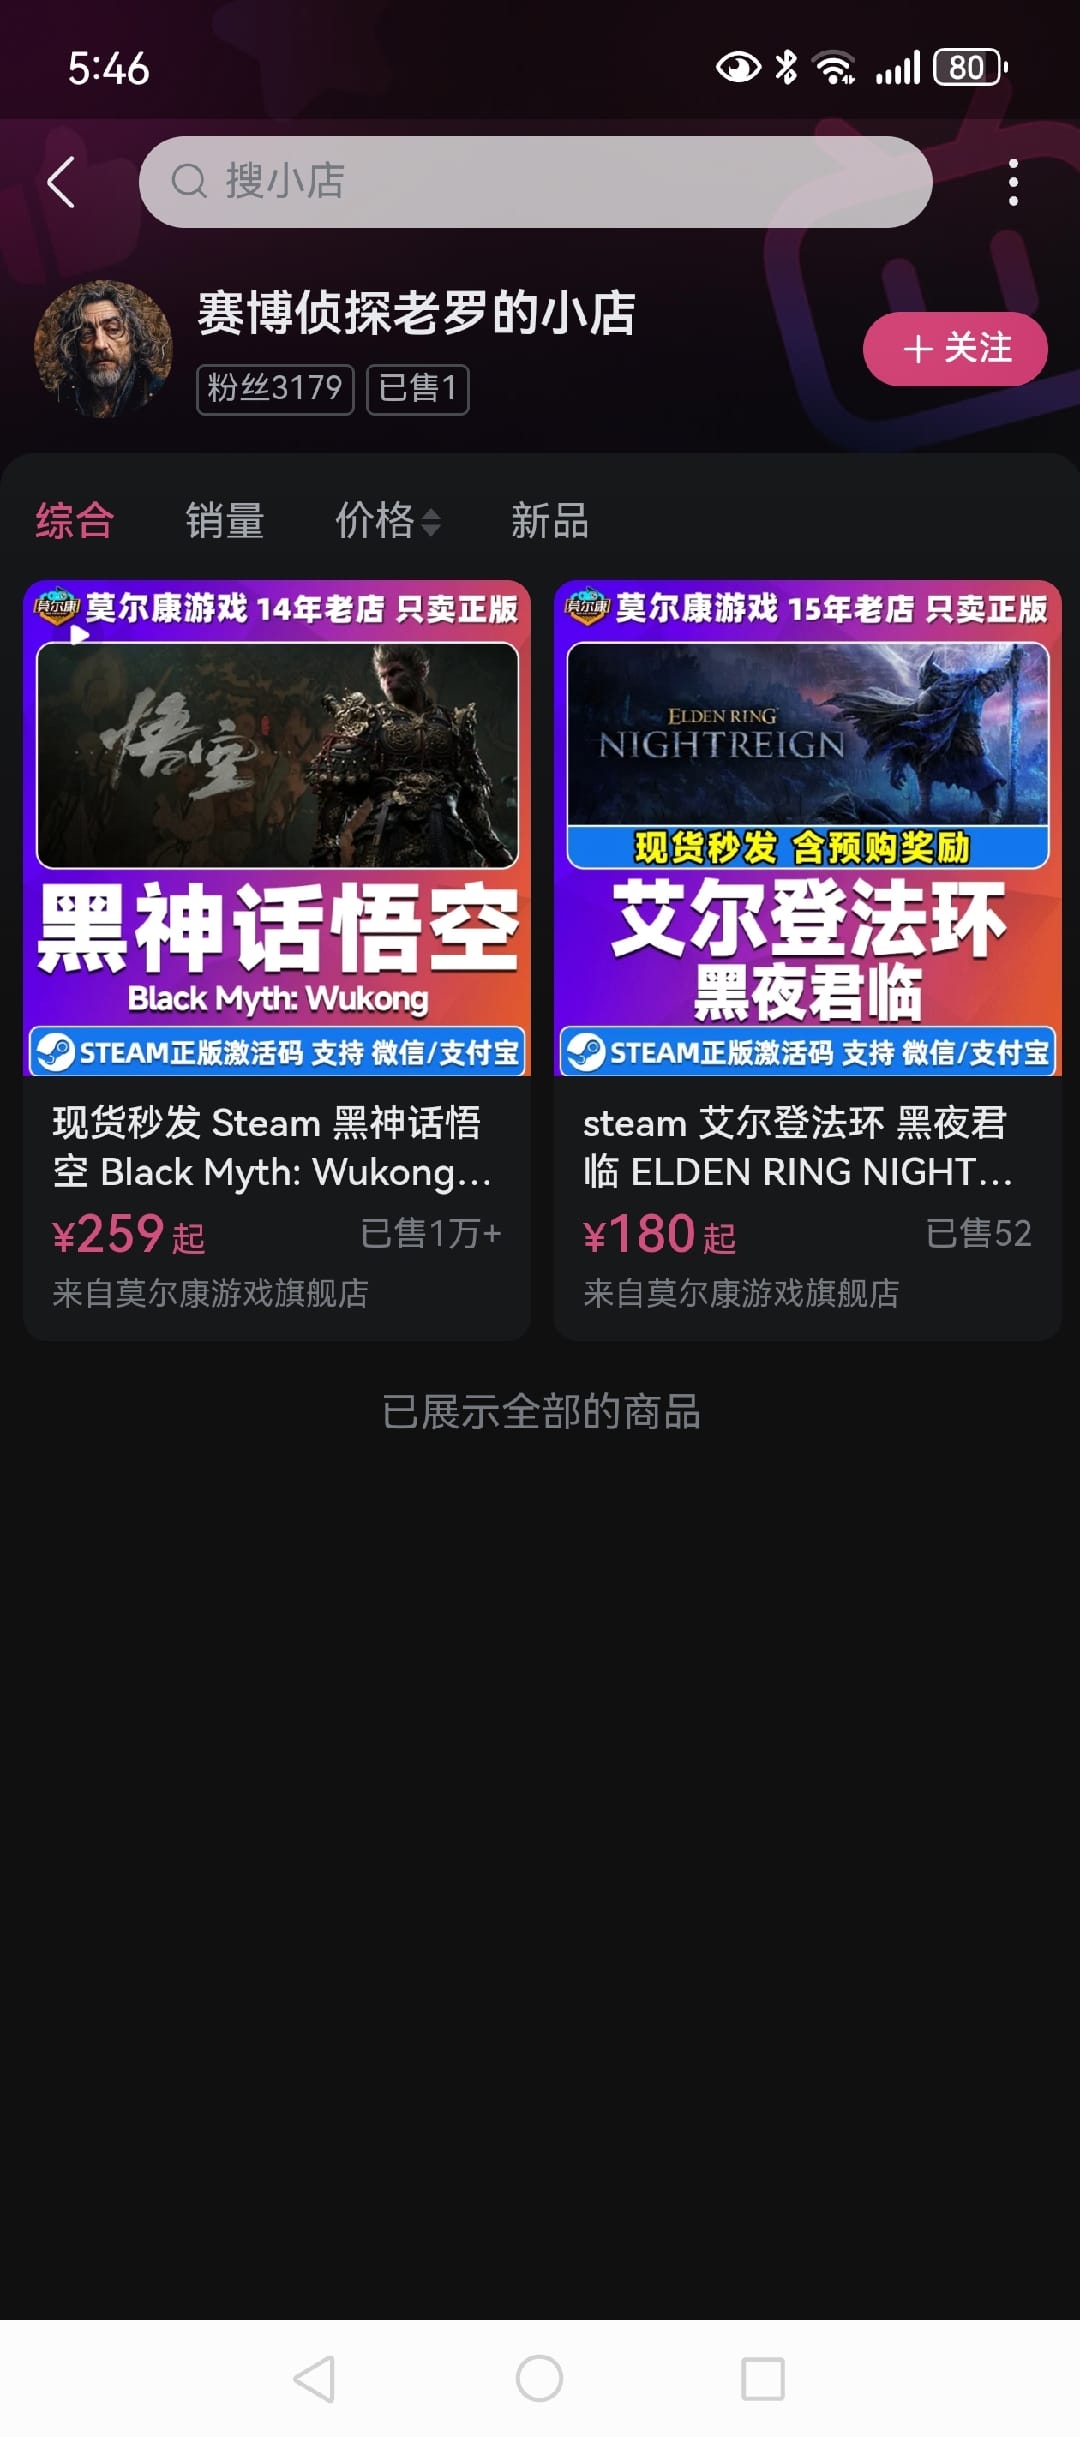 5:46
80
搜小店
赛博侦探老罗的小店
粉丝3179
已售1
+ 关注
综合
销量
价格
新品
莫尔康
莫尔康游戏 14年老店 只卖正版
悟空
黑神话悟空
Black Myth: Wukong
STEAM正版激活码 支持 微信/支付宝
现货秒发 Steam 黑神话悟
空 Black Myth: Wukong...
¥259起
已售1万+
来自莫尔康游戏旗舰店
莫尔康
莫尔康游戏 15年老店 只卖正版
ELDEN RING
NIGHTREIGN
现货秒发 含预购奖励
艾尔登法环
黑夜君临
STEAM正版激活码 支持 微信/支付宝
steam 艾尔登法环 黑夜君
临 ELDEN RING NIGHT...
¥180起
已售52
来自莫尔康游戏旗舰店
已展示全部的商品